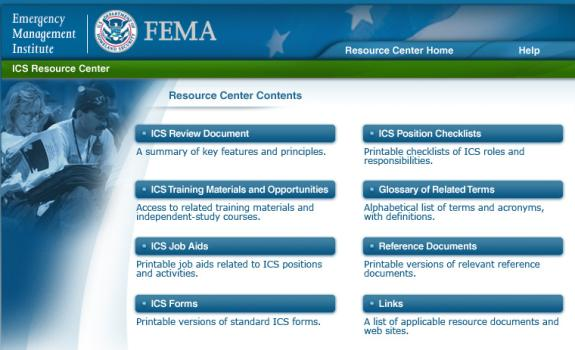 Emergency
Management
Institute
FEMA
Resource Center Home
Help
ICS Resource Center
Resource Center Contents
▪ ICS Review Document
A summary of key features and principles.
▪ ICS Position Checklists
Printable checklists of ICS roles and
responsibilities.
▪ ICS Training Materials and Opportunities
Access to related training materials and
independent-study courses.
▪ Glossary of Related Terms
Alphabetical list of terms and acronyms,
with definitions.
▪ ICS Job Aids
Printable job aids related to ICS positions
and activities.
▪ Reference Documents
Printable versions of relevant reference
documents.
▪ ICS Forms
Printable versions of standard ICS forms.
▪ Links
A list of applicable resource documents and
web sites.